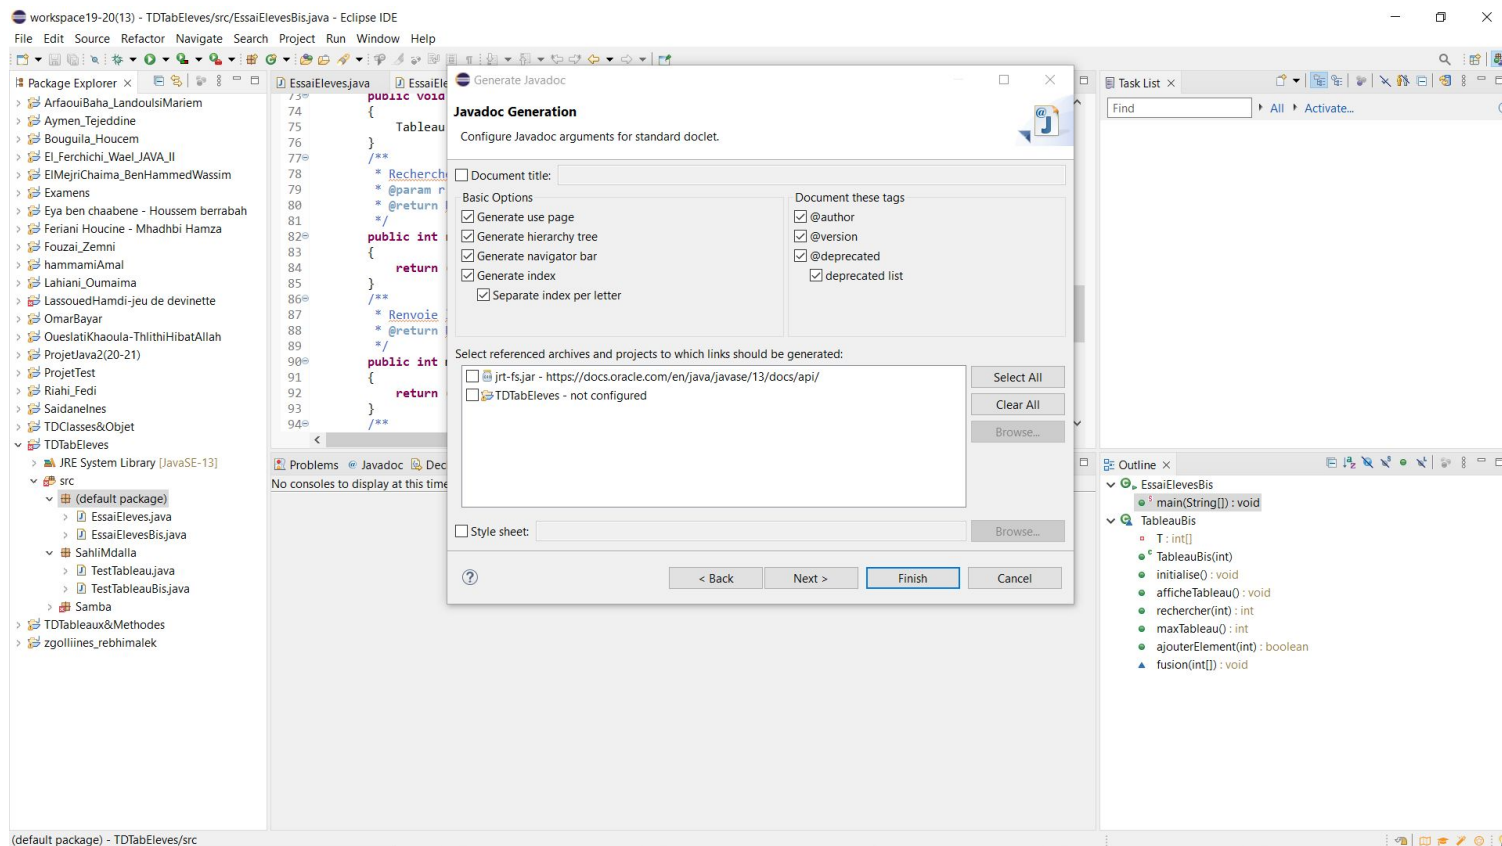 workspace19-20(13) - TDTabEleves/src/EssaiElevesBis.java - Eclipse IDE
File Edit Source Refactor Navigate Search Project Run Window Help
Package Explorer
ArfaouiBaha_LandoulsiMariem
Aymen_Tejeddine
Bouguila_Houcem
El_Ferchichi_Wael_JAVA_II
ElMejriChaima_BenHammedWassim
Examens
Eya ben chaabene - Houssem berrabah
Feriani Houcine - Mhadhbi Hamza
Fouzai_Zemni
hammamiAmal
Lahiani_Oumaima
LassouedHamdi-jeu de devinette
OmarBayar
OueslatiKhaoula-ThlithiHibatAllah
ProjetJava2(20-21)
ProjetTest
Riahi_Fedi
SaidaneInes
TDClasses&Objet
TDTabEleves
JRE System Library [JavaSE-13]
src
(default package)
EssaiEleves.java
EssaiElevesBis.java
SahliMdalla
TestTableau.java
TestTableauBis.java
Samba
TDTableaux&Methodes
zgolliines_rebhimalek
EssaiEleves.java EssaiEle
73 public void
74 {
75 Tableau
76 }
77 /**
78 * Recherch
79 * @param r
80 * @return
81 */
82 public int
83 {
84 return
85 }
86 /**
87 * Renvoie
88 * @return
89 */
90 public int
91 {
92 return
93 }
94 /**
Problems Javadoc Dec
No consoles to display at this time
Generate Javadoc
Javadoc Generation
Configure Javadoc arguments for standard doclet.
Document title:
Basic Options
Generate use page
Generate hierarchy tree
Generate navigator bar
Generate index
Separate index per letter
Document these tags
@author
@version
@deprecated
deprecated list
Select referenced archives and projects to which links should be generated:
jrt-fs.jar - https://docs.oracle.com/en/java/javase/13/docs/api/
TDTabEleves - not configured
Select All
Clear All
Browse...
Style sheet:
Browse...
< Back
Next >
Finish
Cancel
Task List
Find
All
Activate...
Outline
EssaiElevesBis
main(String[]) : void
TableauBis
T : int[]
TableauBis(int)
initialise() : void
afficheTableau() : void
rechercher(int) : int
maxTableau() : int
ajouterElement(int) : boolean
fusion(int[]) : void
(default package) - TDTabEleves/src